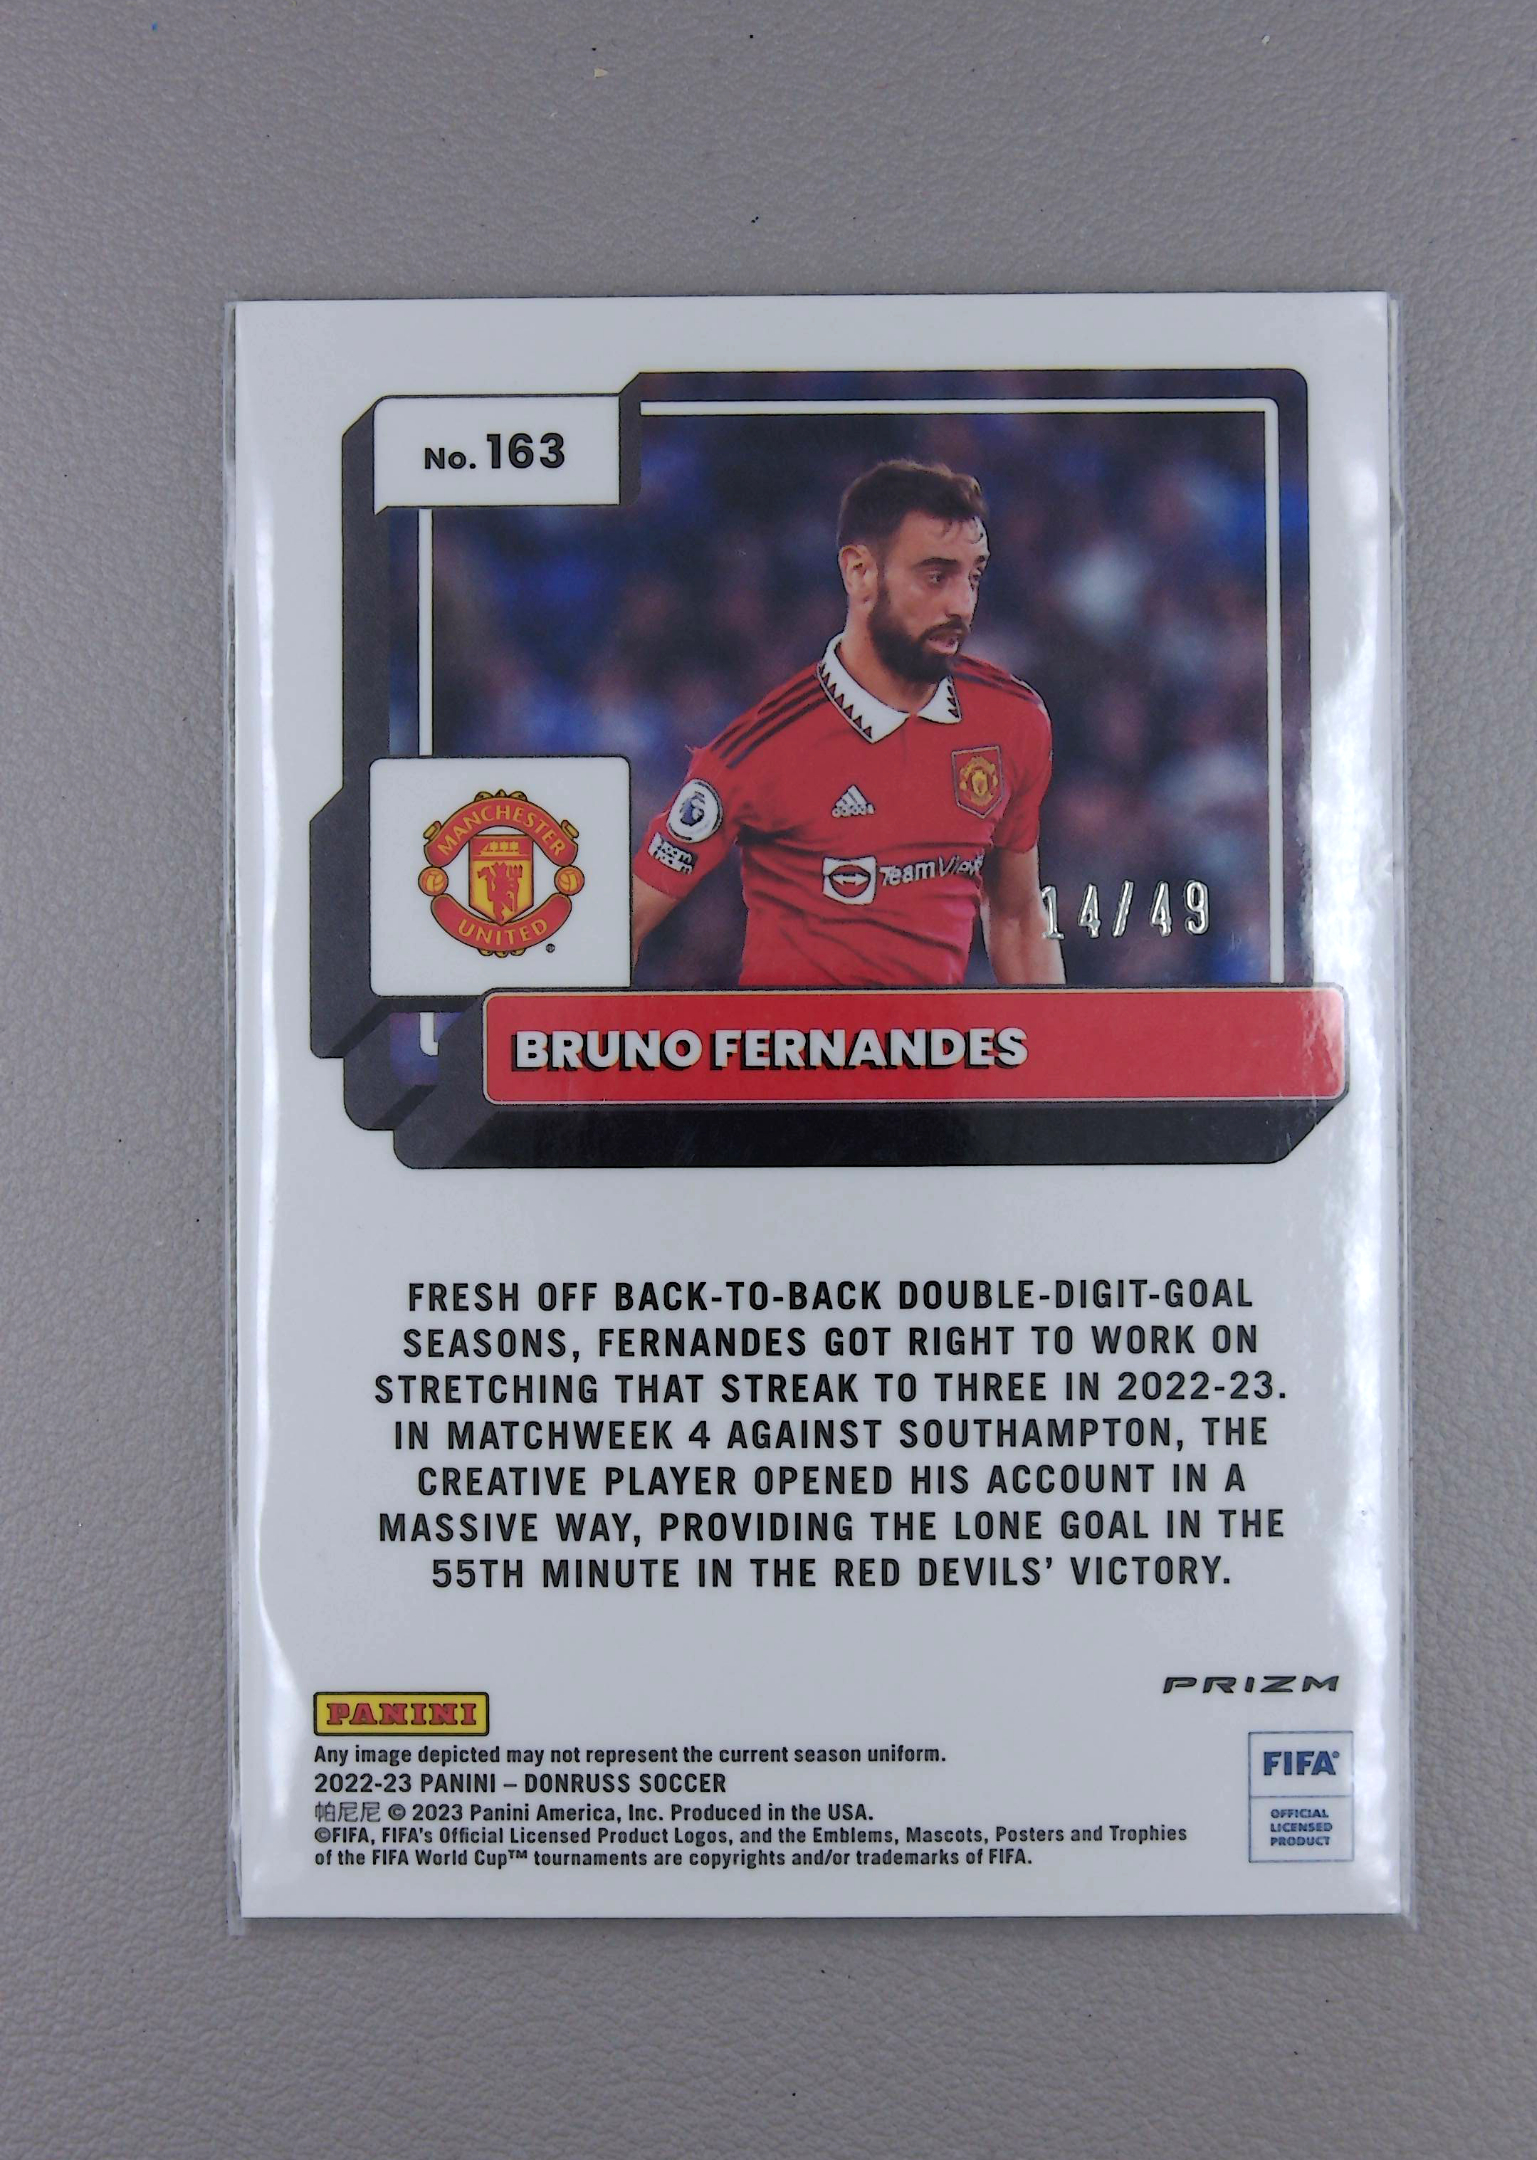 No. 163
MANCHESTER
UNITED
adidas
TeamView
14/49
BRUNO FERNANDES
FRESH OFF BACK-TO-BACK DOUBLE-DIGIT-GOAL
SEASONS, FERNANDES GOT RIGHT TO WORK ON
STRETCHING THAT STREAK TO THREE IN 2022-23.
IN MATCHWEEK 4 AGAINST SOUTHAMPTON, THE
CREATIVE PLAYER OPENED HIS ACCOUNT IN A
MASSIVE WAY, PROVIDING THE LONE GOAL IN THE
55TH MINUTE IN THE RED DEVILS' VICTORY.
PRIZM
PANINI
Any image depicted may not represent the current season uniform.
2022-23 PANINI – DONRUSS SOCCER
帕尼尼 © 2023 Panini America, Inc. Produced in the USA.
©FIFA, FIFA's Official Licensed Product Logos, and the Emblems, Mascots, Posters and Trophies
of the FIFA World Cup™ tournaments are copyrights and/or trademarks of FIFA.
FIFA®
OFFICIAL
LICENSED
PRODUCT